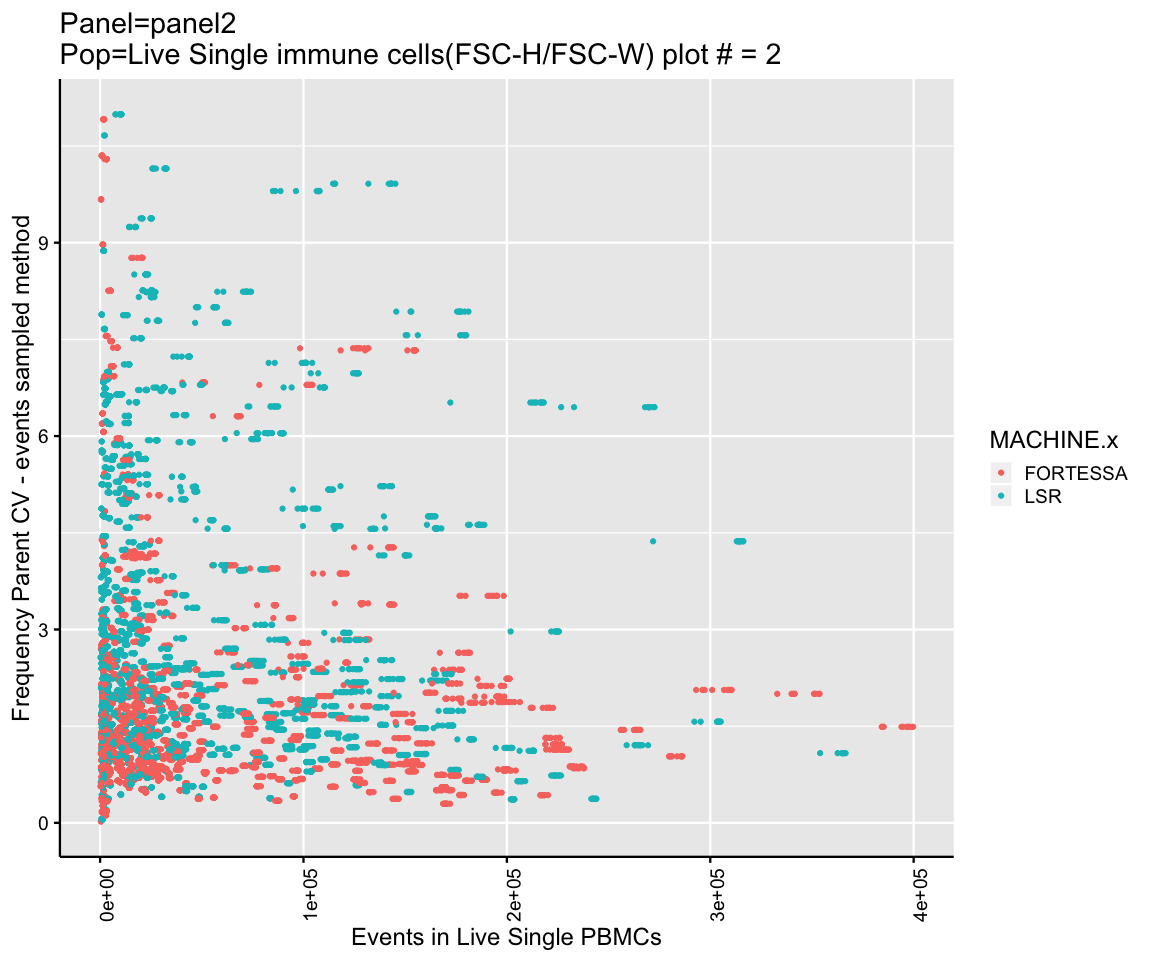 Panel=panel2
Pop=Live Single immune cells(FSC-H/FSC-W) plot # = 2
Frequency Parent CV - events sampled method
9
6
3
0
0e+00
1e+05
2e+05
3e+05
4e+05
Events in Live Single PBMCs
MACHINE.x
FORTESSA
LSR